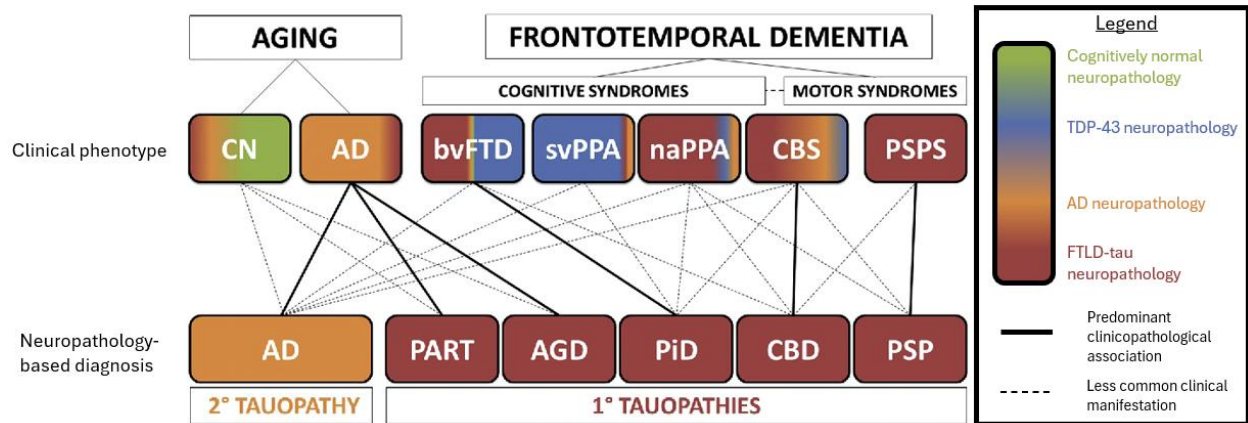 AGING
FRONTOTEMPORAL DEMENTIA
COGNITIVE SYNDROMES
MOTOR SYNDROMES
Clinical phenotype
CN
AD
bvFTD
svPPA
naPPA
CBS
PSPS
Neuropathology-
based diagnosis
AD
PART
AGD
PiD
CBD
PSP
2° TAUOPATHY
1° TAUOPATHIES
Legend
Cognitively normal
neuropathology
TDP-43 neuropathology
AD neuropathology
FTLD-tau
neuropathology
Predominant
clinicopathological
association
Less common clinical
manifestation